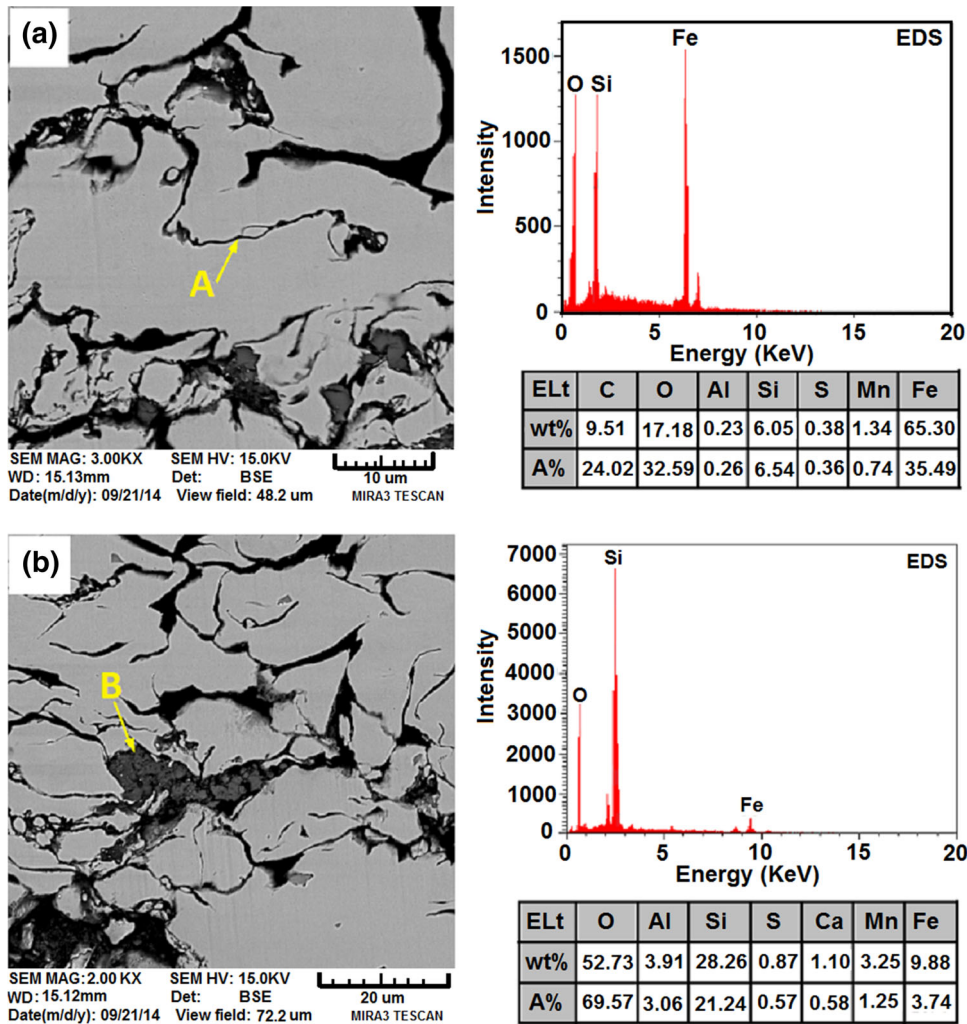 (a)
A
SEM MAG: 3.00KX SEM HV: 15.0KV
WD: 15.13mm Det: BSE 10 um
Date(m/d/y): 09/21/14 View field: 48.2 um MIRA3 TESCAN
EDS
Fe
O Si
Intensity
1500
1000
500
0
0 5 10 15 20
Energy (KeV)
ELt C O Al Si S Mn Fe
wt% 9.51 17.18 0.23 6.05 0.38 1.34 65.30
A% 24.02 32.59 0.26 6.54 0.36 0.74 35.49
(b)
B
SEM MAG: 2.00 KX SEM HV: 15.0KV
WD: 15.12mm Det: BSE 20 um
Date(m/d/y): 09/21/14 View field: 72.2 um MIRA3 TESCAN
EDS
Si
O
Fe
Intensity
7000
6000
5000
4000
3000
2000
1000
0
0 5 10 15 20
Energy (KeV)
ELt O Al Si S Ca Mn Fe
wt% 52.73 3.91 28.26 0.87 1.10 3.25 9.88
A% 69.57 3.06 21.24 0.57 0.58 1.25 3.74